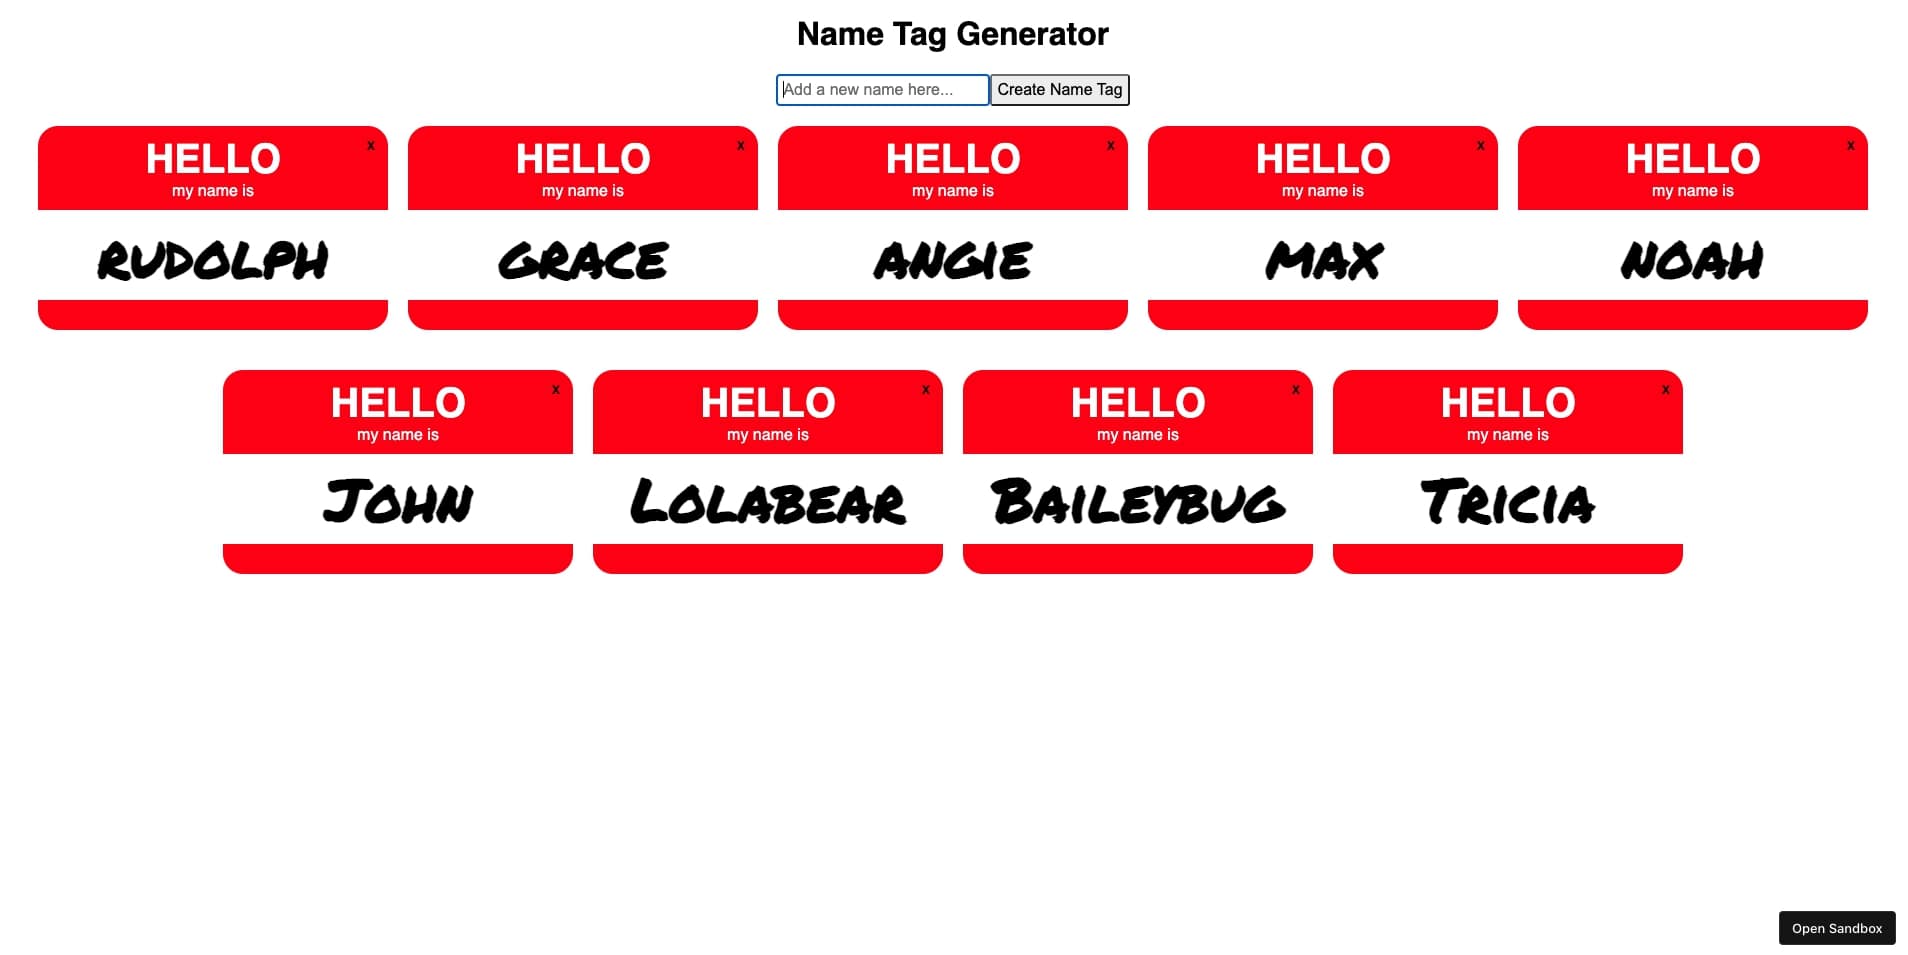 Name Tag Generator
Add a new name here... Create Name Tag
HELLO x HELLO x HELLO x HELLO x HELLO x
my name is my name is my name is my name is my name is
RUDOLPH GRACE ANGIE MAX NOAH
HELLO x HELLO x HELLO x HELLO x
my name is my name is my name is my name is
JOHN LOLABEAR BAILEYBUG TRICIA
Open Sandbox